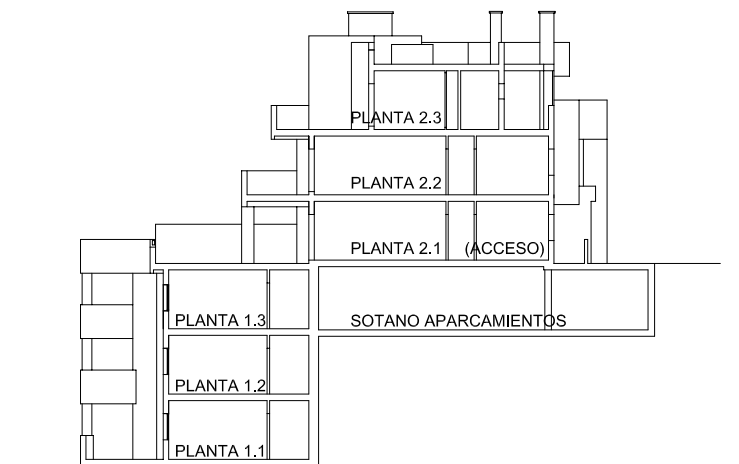 PLANTA 2.3
PLANTA 2.2
PLANTA 2.1 (ACCESO)
PLANTA 1.3 SOTANO APARCAMIENTOS
PLANTA 1.2
PLANTA 1.1